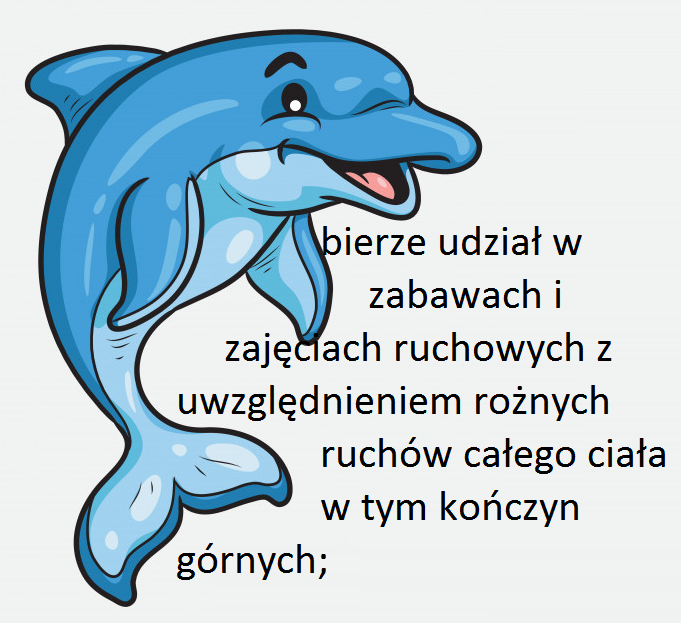 bierze udział w
zabawach i
zajęciach ruchowych z
uwzględnieniem rożnych
ruchów całego ciała
w tym kończyn
górnych;